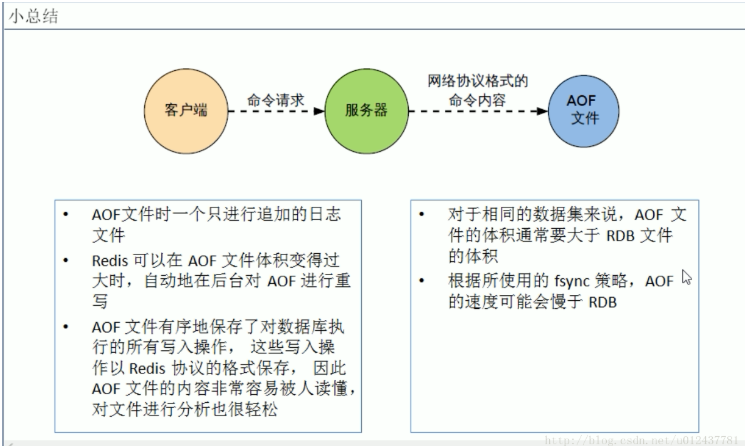 小总结
客户端
命令请求
服务器
网络协议格式的
命令内容
AOF
文件
• AOF文件时一个只进行追加的日志
文件
• Redis 可以在 AOF 文件体积变得过
大时，自动地在后台对 AOF 进行重
写
• AOF 文件有序地保存了对数据库执
行的所有写入操作， 这些写入操
作以 Redis 协议的格式保存， 因此
AOF 文件的内容非常容易被人读懂，
对文件进行分析也很轻松
• 对于相同的数据集来说，AOF 文
件的体积通常要大于 RDB 文件
的体积
• 根据所使用的 fsync 策略，AOF
的速度可能会慢于 RDB
http://blog.csdn.net/u012437781